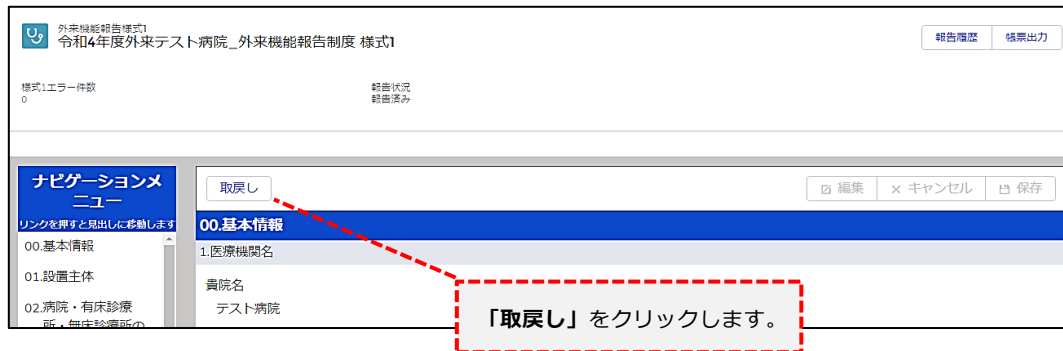 外来機能報告様式1
令和4年度外来テスト病院_外来機能報告制度 様式1
報告履歴
帳票出力
様式1エラー件数
0
報告状況
報告済み
ナビゲーションメ
ニュー
リンクを押すと見出しに移動します
00.基本情報
01.設置主体
02.病院・有床診療
所・無床診療所の
取戻し
編集
× キャンセル
保存
00.基本情報
1.医療機関名
貴院名
テスト病院
「取戻し」をクリックします。